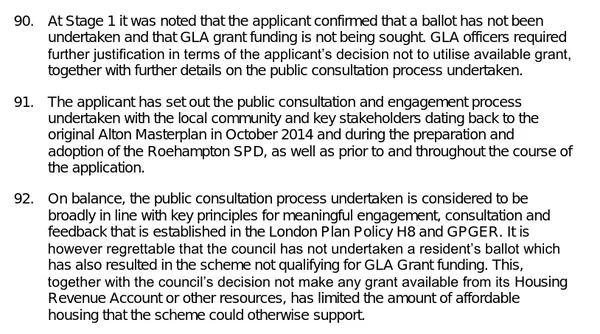 90. At Stage 1 it was noted that the applicant confirmed that a ballot has not been
undertaken and that GLA grant funding is not being sought. GLA officers required
further justification in terms of the applicant's decision not to utilise available grant,
together with further details on the public consultation process undertaken.
91. The applicant has set out the public consultation and engagement process
undertaken with the local community and key stakeholders dating back to the
original Alton Masterplan in October 2014 and during the preparation and
adoption of the Roehampton SPD, as well as prior to and throughout the course of
the application.
92. On balance, the public consultation process undertaken is considered to be
broadly in line with key principles for meaningful engagement, consultation and
feedback that is established in the London Plan Policy H8 and GPGER. It is
however regrettable that the council has not undertaken a resident's ballot which
has also resulted in the scheme not qualifying for GLA Grant funding. This,
together with the council's decision not make any grant available from its Housing
Revenue Account or other resources, has limited the amount of affordable
housing that the scheme could otherwise support.